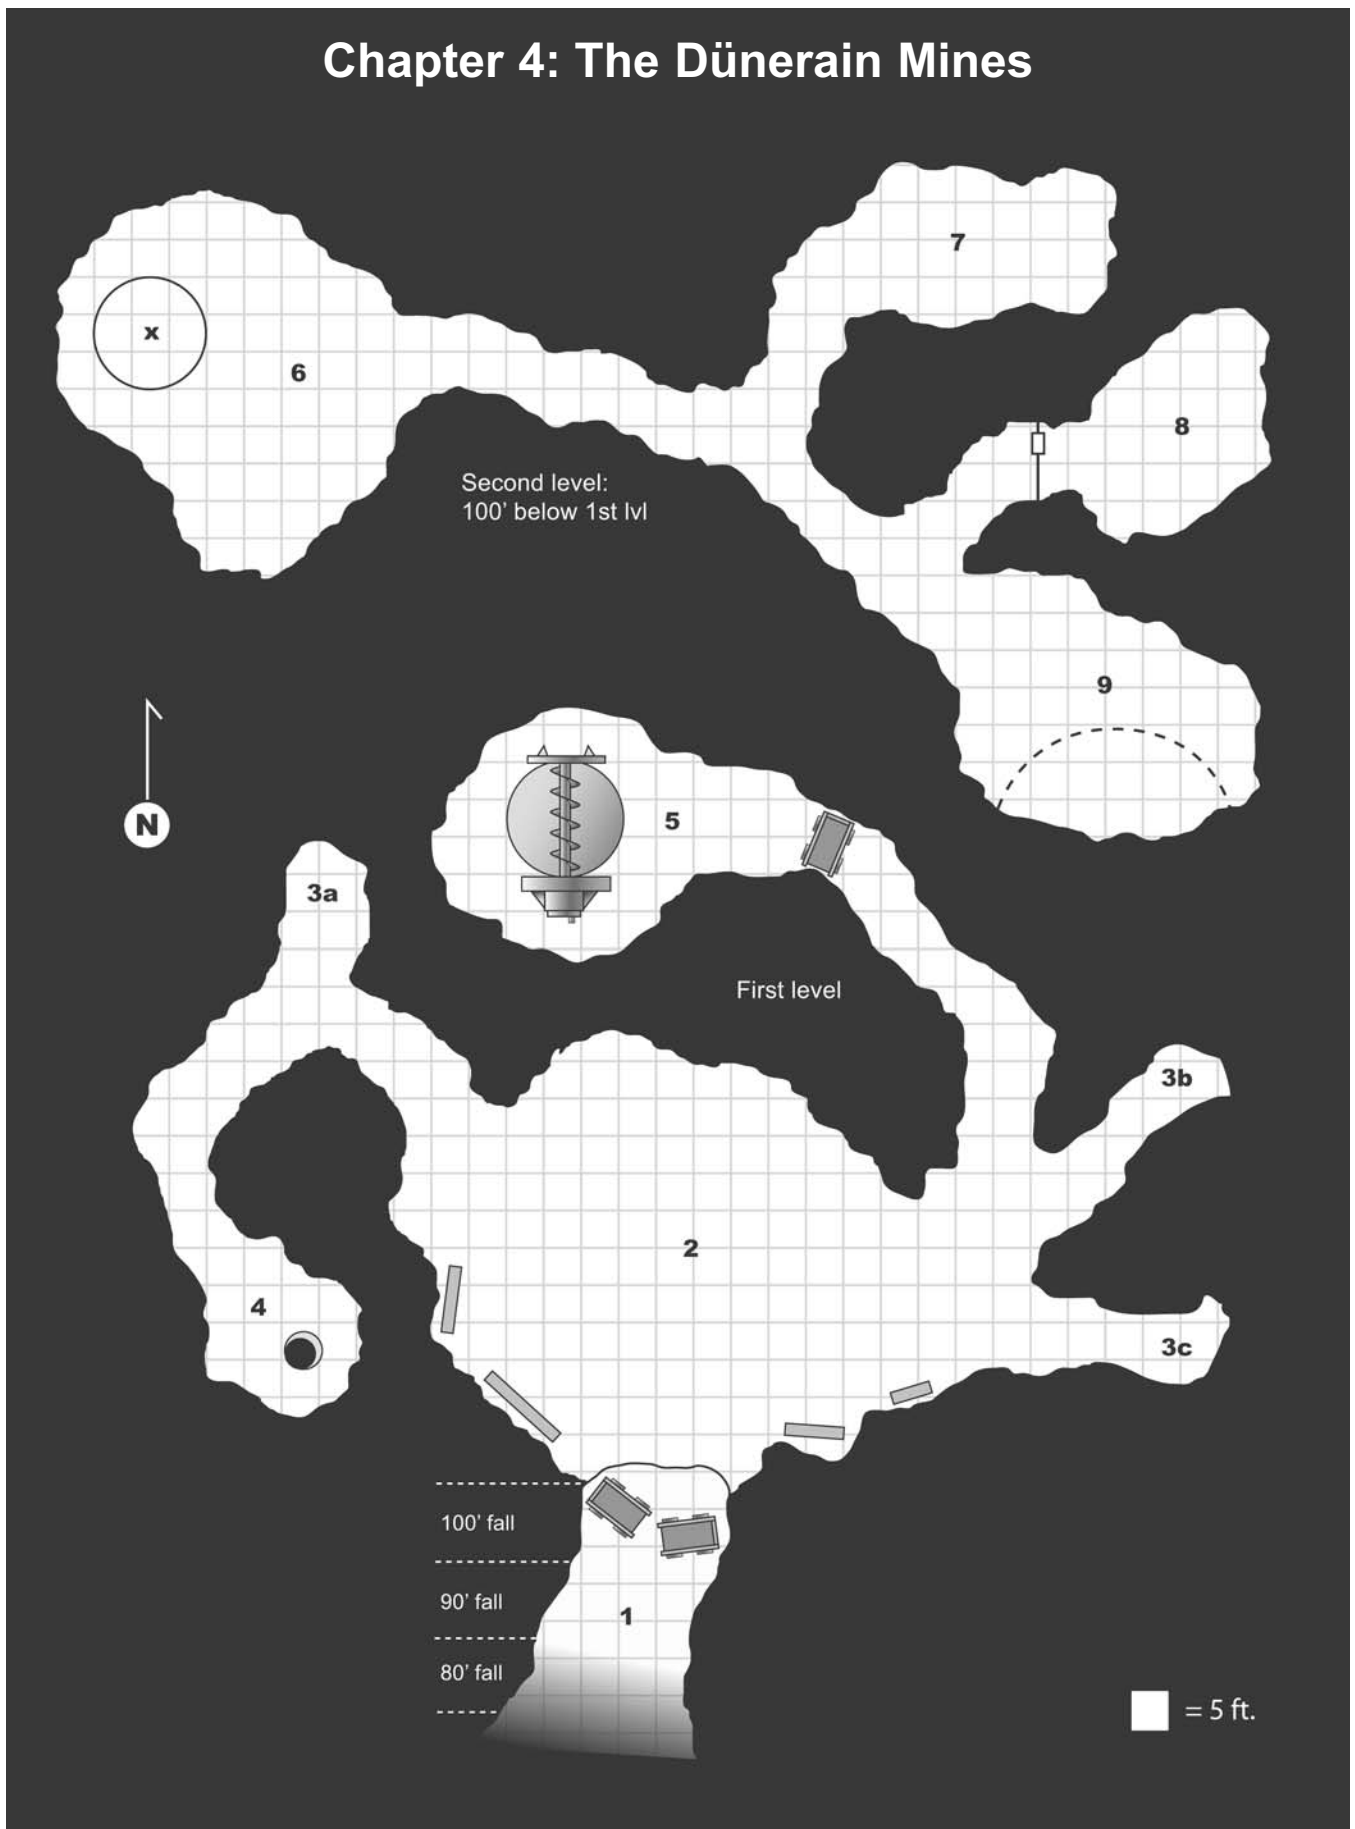 Chapter 4: The Dünerain Mines
7
x
6
8
Second level:
100’ below 1st lvl
9
N
5
3a
First level
3b
2
4
3c
100’ fall
90’ fall
1
80’ fall
= 5 ft.